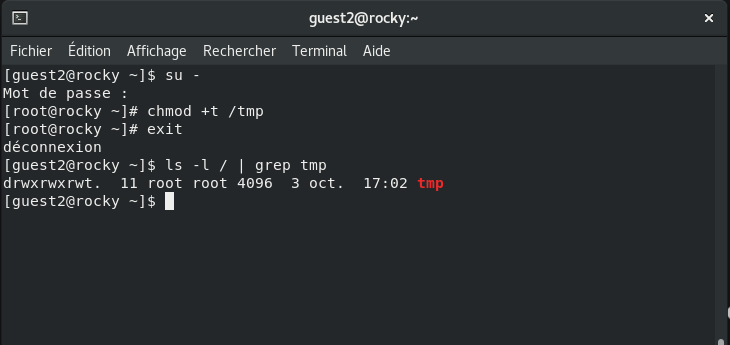 guest2@rocky:~
Fichier Édition Affichage Rechercher Terminal Aide
[guest2@rocky ~]$ su -
Mot de passe :
[root@rocky ~]# chmod +t /tmp
[root@rocky ~]# exit
déconnexion
[guest2@rocky ~]$ ls -l / | grep tmp
drwxrwxrwt.  11 root root 4096  3 oct.  17:02 tmp
[guest2@rocky ~]$